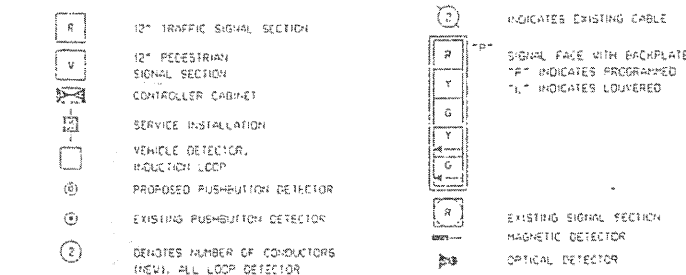 R
12" TRAFFIC SIGNAL SECTION
V
12" PEDESTRIAN
SIGNAL SECTION
CONTROLLER CABINET
SERVICE INSTALLATION
VEHICLE DETECTOR,
INDUCTION LOOP
PROPOSED PUSHBUTTON DETECTOR
EXISTING PUSHBUTTON DETECTOR
2
DENOTES NUMBER OF CONDUCTORS
(NEW), ALL LOOP DETECTOR
2
INDICATES EXISTING CABLE
R
"P"
Y
G
Y
G
SIGNAL FACE WITH BACKPLATE
"P" INDICATES PROGRAMMED
"L" INDICATES LOUVERED
R
EXISTING SIGNAL SECTION
MAGNETIC DETECTOR
OPTICAL DETECTOR